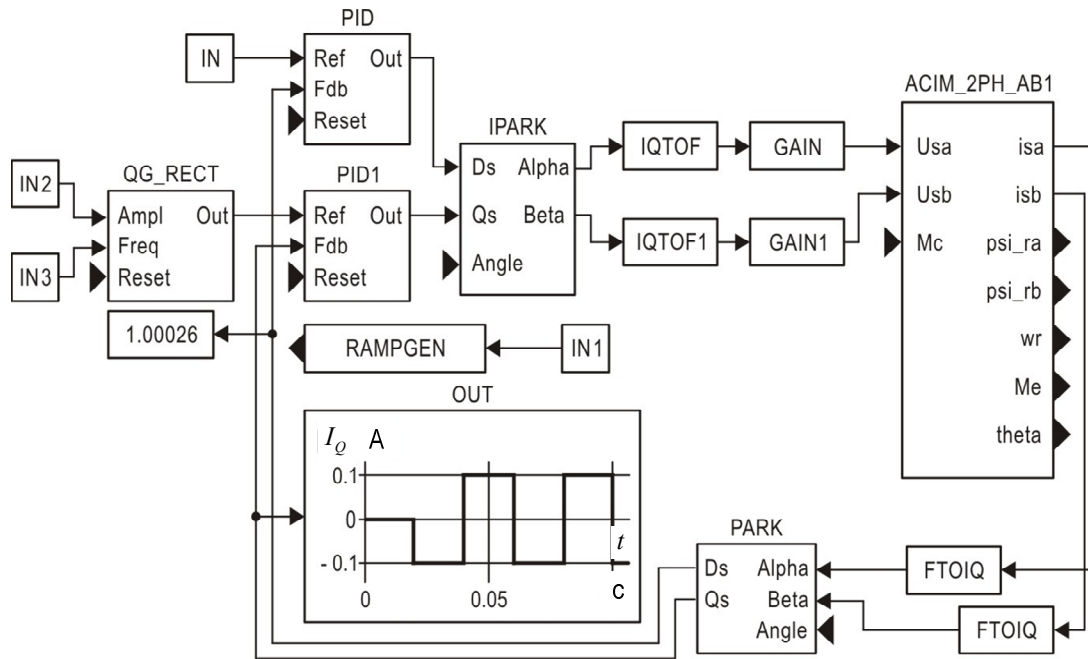 PID
IN
Ref Out
Fdb
Reset
ACIM_2PH_AB1
IPARK
Ds Alpha
Qs Beta
Angle
IQTOF
GAIN
IQTOF1
GAIN1
Usa isa
Usb isb
Mc psi_ra
psi_rb
wr
Me
theta
IN2
IN3
QG_RECT
Ampl Out
Freq
Reset
PID1
Ref Out
Fdb
Reset
1.00026
RAMPGEN
IN1
OUT
I_Q A
0.1
0
- 0.1
t
0 0.05 c
PARK
Ds Alpha
Qs Beta
Angle
FTOIQ
FTOIQ